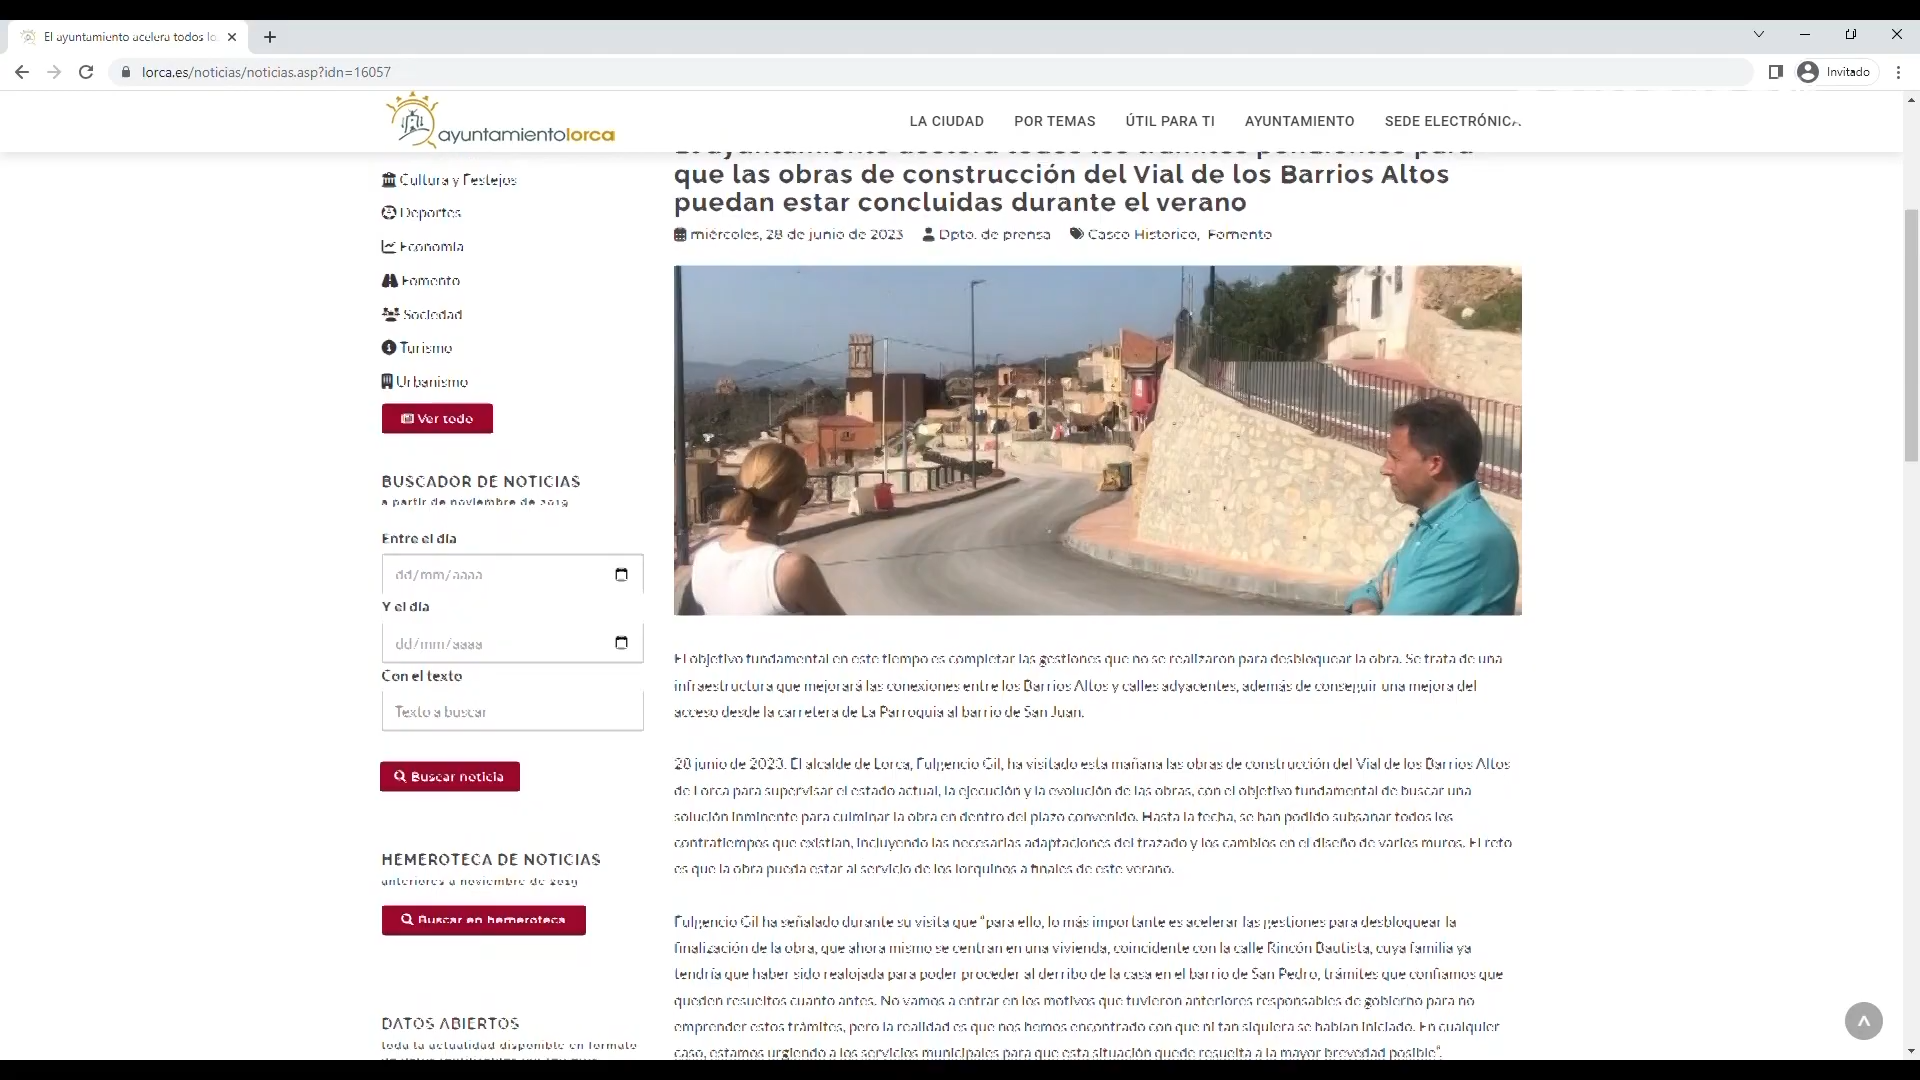 El ayuntamiento acelera todos lo
lorca.es/noticias/noticias.asp?idn=16057
Invitado
ayuntamientolorca
LA CIUDAD
POR TEMAS
ÚTIL PARA TI
AYUNTAMIENTO
SEDE ELECTRÓNICA
Cultura y Festejos
Deportes
Economía
Fomento
Sociedad
Turismo
Urbanismo
Ver todo
BUSCADOR DE NOTICIAS
a partir de noviembre de 2019
Entre el día
dd/mm/aaaa
Y el día
dd/mm/aaaa
Con el texto
Texto a buscar
Buscar noticia
HEMEROTECA DE NOTICIAS
anteriores a noviembre de 2019
Buscar en hemeroteca
DATOS ABIERTOS
toda la actualidad disponible en formato
El ayuntamiento acelera todos los trámites pendientes para
que las obras de construcción del Vial de los Barrios Altos
puedan estar concluidas durante el verano
miércoles, 28 de junio de 2023 Dpto. de prensa Casco Historico, Fomento
El objetivo fundamental en este tiempo es completar las gestiones que no se realizaron para desbloquear la obra. Se trata de una
infraestructura que mejorará las conexiones entre los Barrios Altos y calles adyacentes, además de conseguir una mejora del
acceso desde la carretera de La Parroquia al barrio de San Juan.
28 junio de 2023. El alcalde de Lorca, Fulgencio Gil, ha visitado esta mañana las obras de construcción del Vial de los Barrios Altos
de Lorca para supervisar el estado actual, la ejecución y la evolución de las obras, con el objetivo fundamental de buscar una
solución inminente para culminar la obra en dentro del plazo convenido. Hasta la fecha, se han podido subsanar todos los
contratiempos que existían, incluyendo las necesarias adaptaciones del trazado y los cambios en el diseño de varios muros. El reto
es que la obra pueda estar al servicio de los lorquinos a finales de este verano.
Fulgencio Gil ha señalado durante su visita que “para ello, lo más importante es acelerar las gestiones para desbloquear la
finalización de la obra, que ahora mismo se centran en una vivienda, coincidente con la calle Rincón Bautista, cuya familia ya
tendría que haber sido realojada para poder proceder al derribo de la casa en el barrio de San Pedro, trámites que confiamos que
queden resueltos cuanto antes. No vamos a entrar en los motivos que tuvieron anteriores responsables de gobierno para no
emprender estos trámites, pero la realidad es que nos hemos encontrado con que ni tan siquiera se habían iniciado. En cualquier
caso, estamos urgiendo a los servicios municipales para que esta situación quede resuelta a la mayor brevedad posible”.